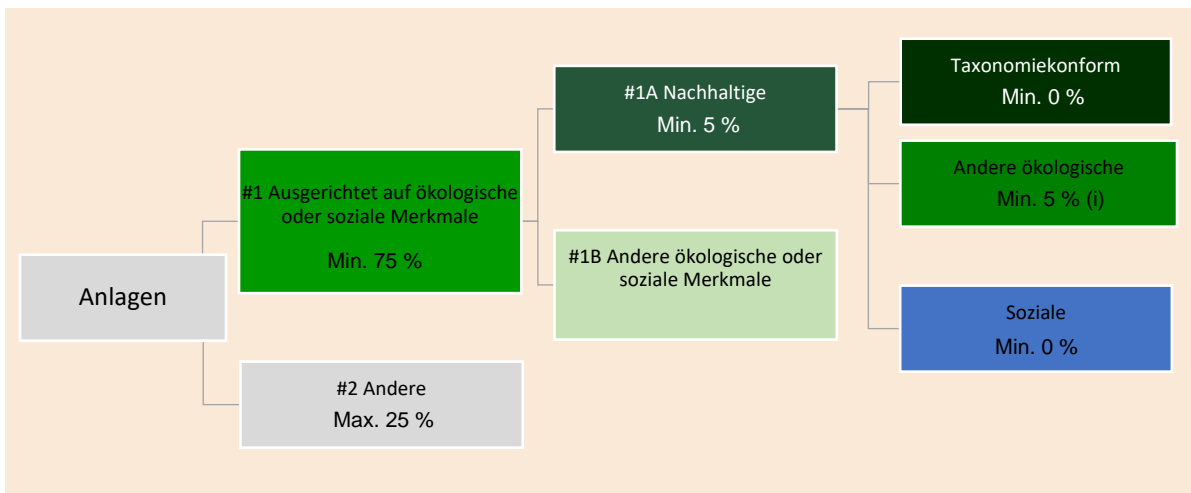 Anlagen
#1 Ausgerichtet auf ökologische
oder soziale Merkmale
Min. 75 %
#2 Andere
Max. 25 %
#1A Nachhaltige
Min. 5 %
#1B Andere ökologische oder
soziale Merkmale
Taxonomiekonform
Min. 0 %
Andere ökologische
Min. 5 % (i)
Soziale
Min. 0 %